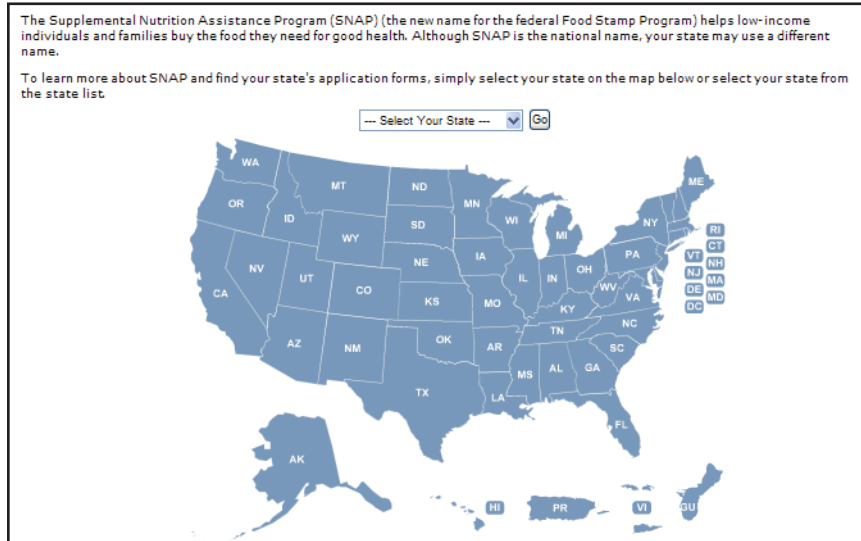 The Supplemental Nutrition Assistance Program (SNAP) (the new name for the federal Food Stamp Program) helps low-income
individuals and families buy the food they need for good health. Although SNAP is the national name, your state may use a different
name.
To learn more about SNAP and find your state's application forms, simply select your state on the map below or select your state from
the state list.
--- Select Your State --- Go
WA
MT
ND
MN
ME
OR
ID
WY
SD
WI
MI
NY
RI
CT
VT
NH
NJ
MA
DE
MD
DC
NV
UT
CO
NE
IA
IL
IN
OH
PA
WV
VA
CA
KS
MO
KY
NC
TN
AZ
NM
OK
AR
SC
MS
AL
GA
TX
LA
FL
AK
HI
PR
VI
GU